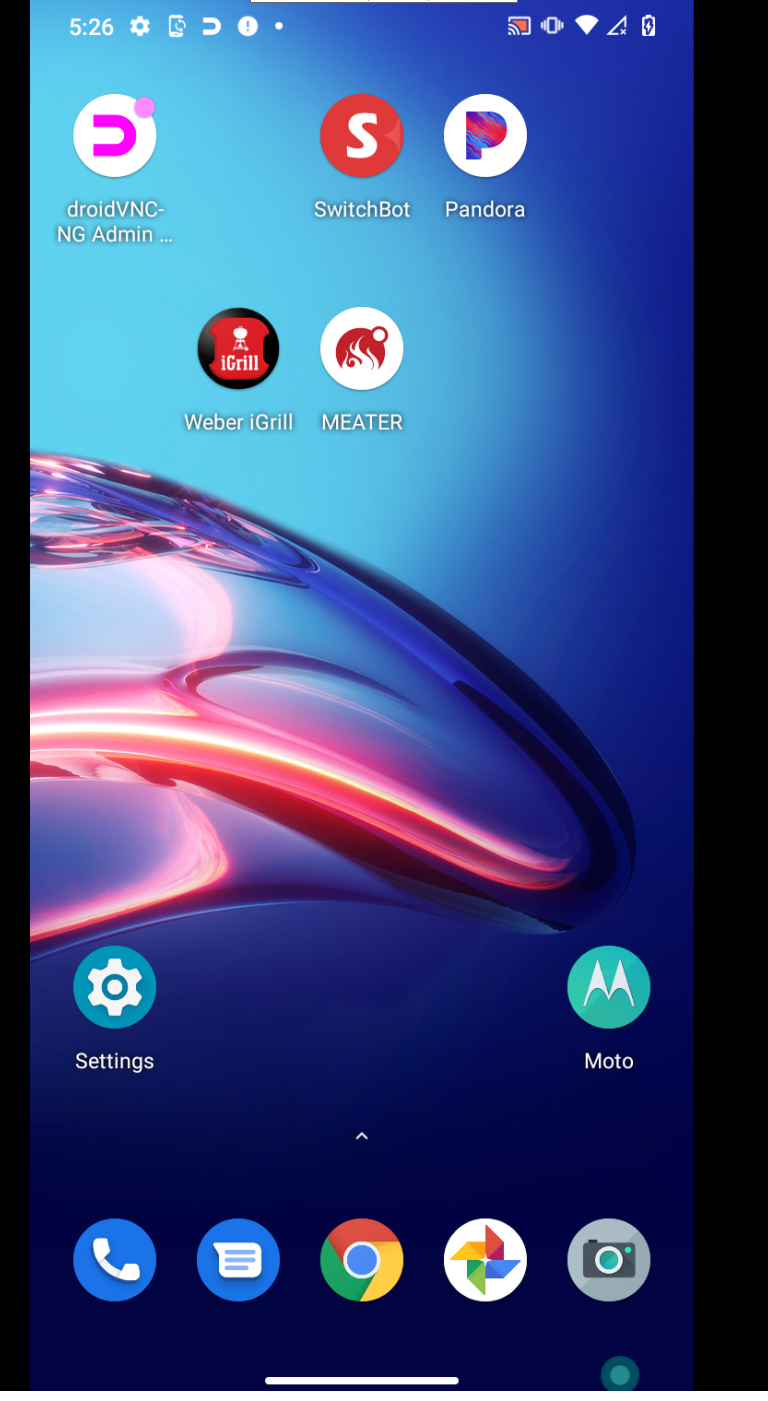 5:26
droidVNC-
NG Admin ...
SwitchBot
Pandora
iGrill
Weber iGrill
MEATER
Settings
Moto